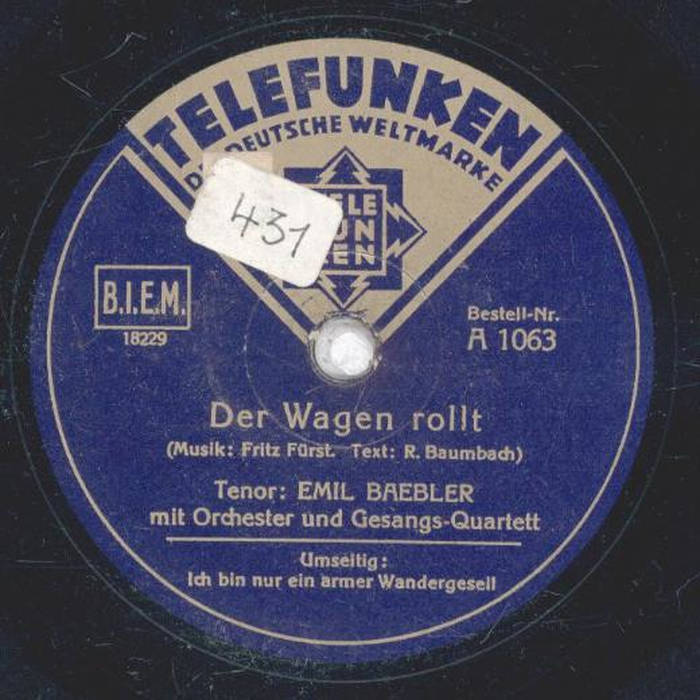 TELEFUNKEN
DEUTSCHE WELTMARKE
431
B.I.E.M.
18229
Bestell-Nr.
A 1063
Der Wagen rollt
(Musik: Fritz Fürst. Text: R. Baumbach)
Tenor: EMIL BAEBLER
mit Orchester und Gesangs-Quartett
Umseitig:
Ich bin nur ein armer Wandergesell